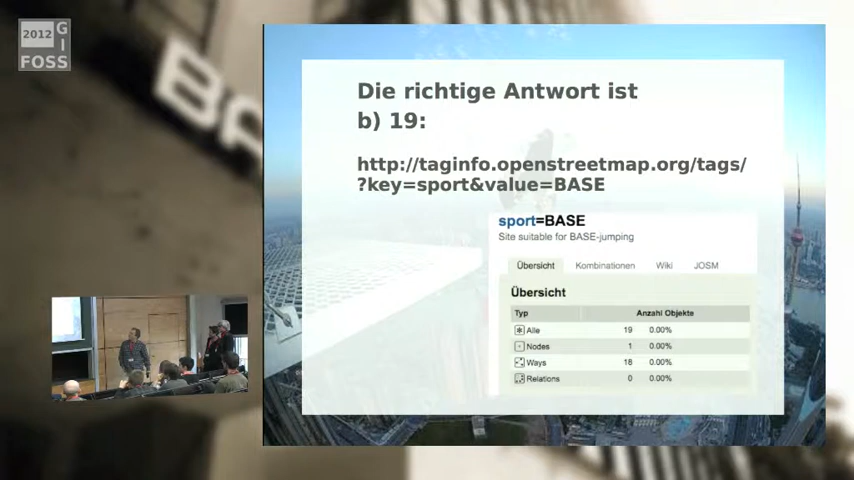 2012
G
I
FOSS
BA
Die richtige Antwort ist
b) 19:
http://taginfo.openstreetmap.org/tags/
?key=sport&value=BASE
sport=BASE
Site suitable for BASE-jumping
Übersicht Kombinationen Wiki JOSM
Übersicht
Typ Anzahl Objekte
Alle 19 0.00%
Nodes 1 0.00%
Ways 18 0.00%
Relations 0 0.00%